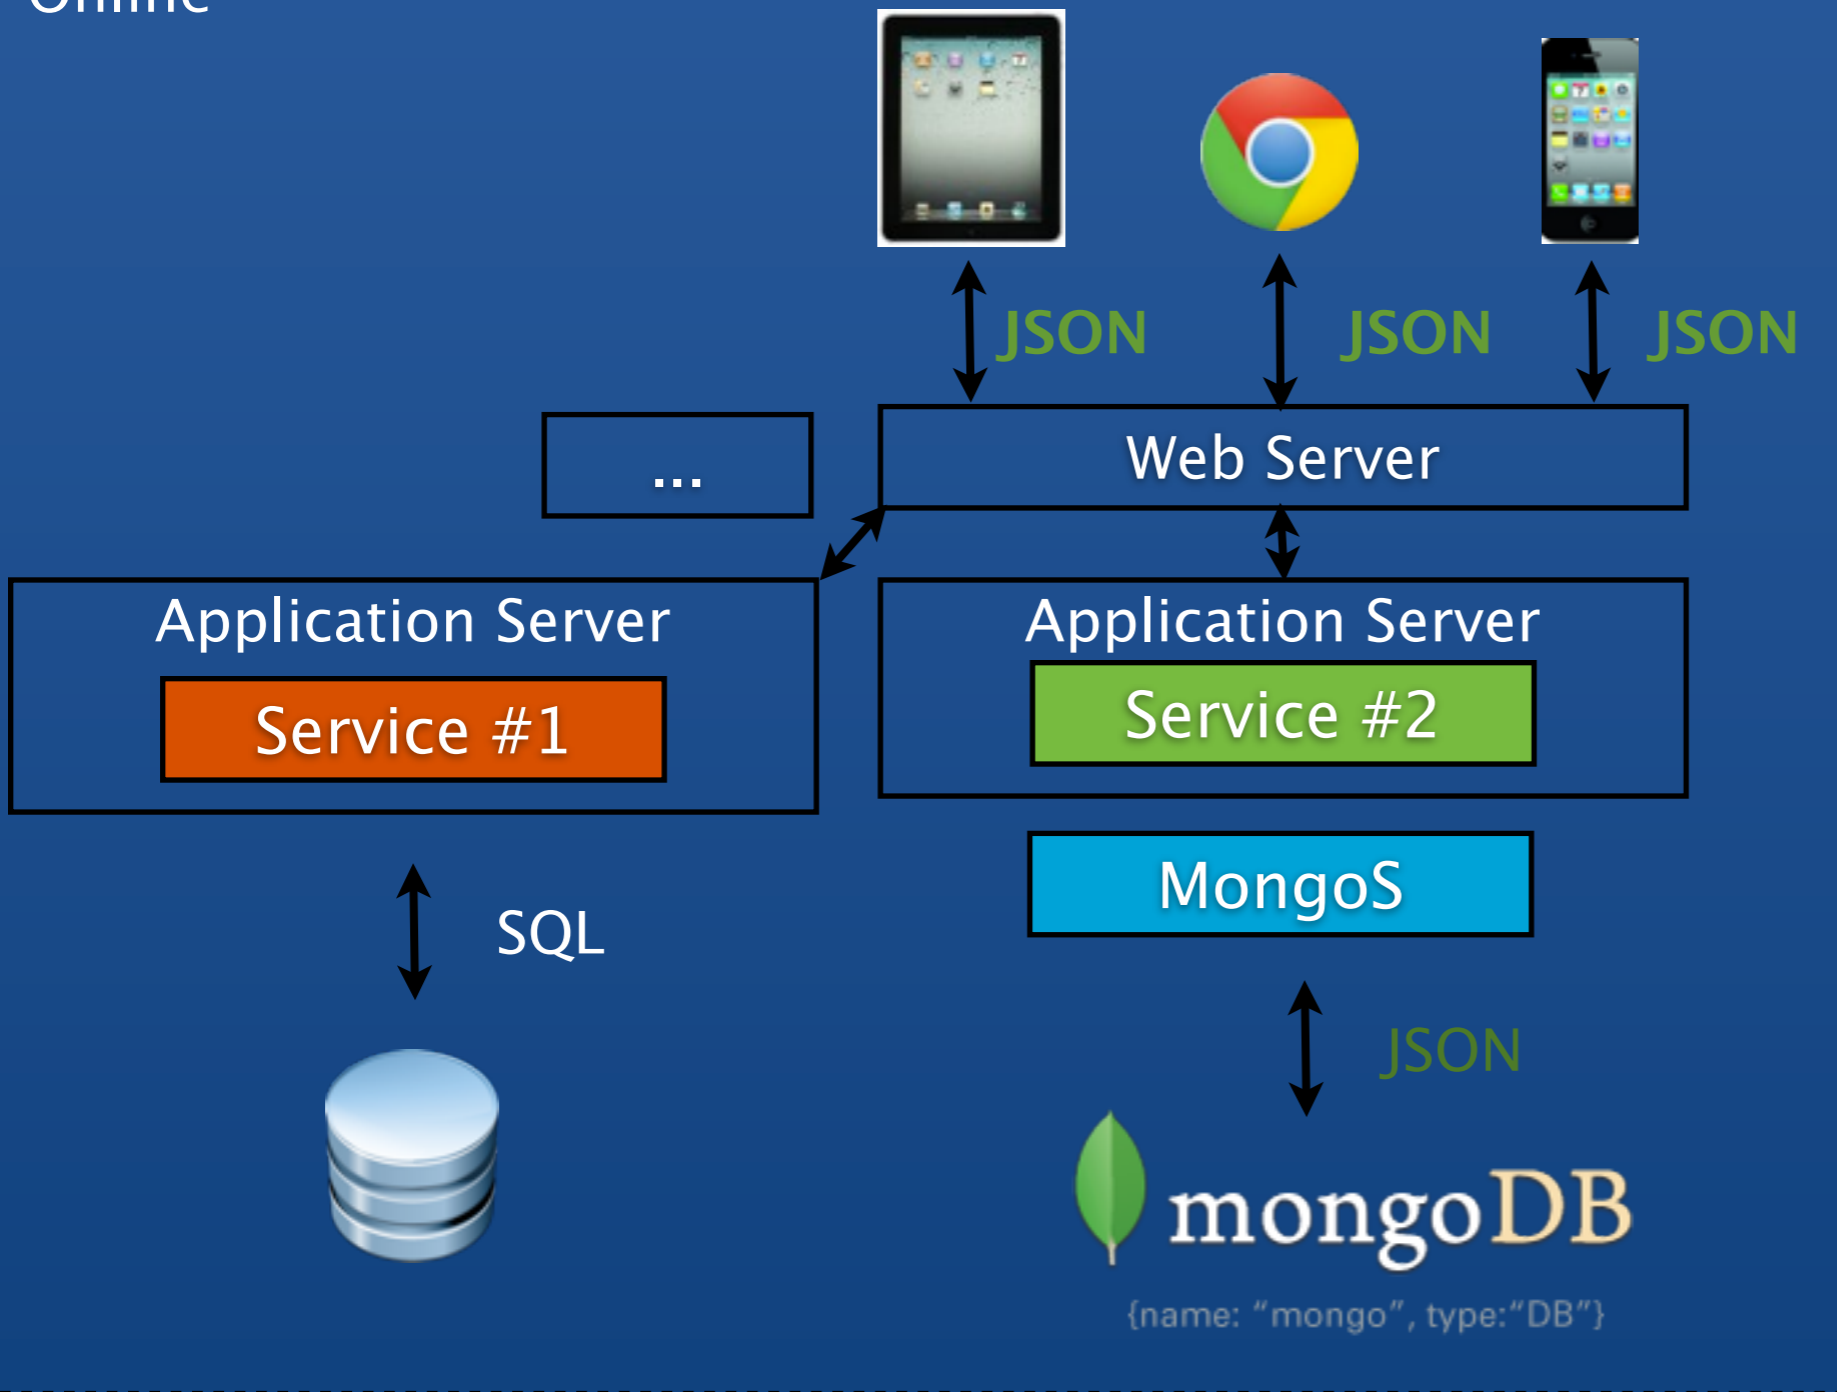 Online
JSON JSON JSON
...
Web Server
Application Server
Application Server
Service #1
Service #2
MongoS
SQL
JSON
mongoDB
{name: “mongo”, type:“DB”}